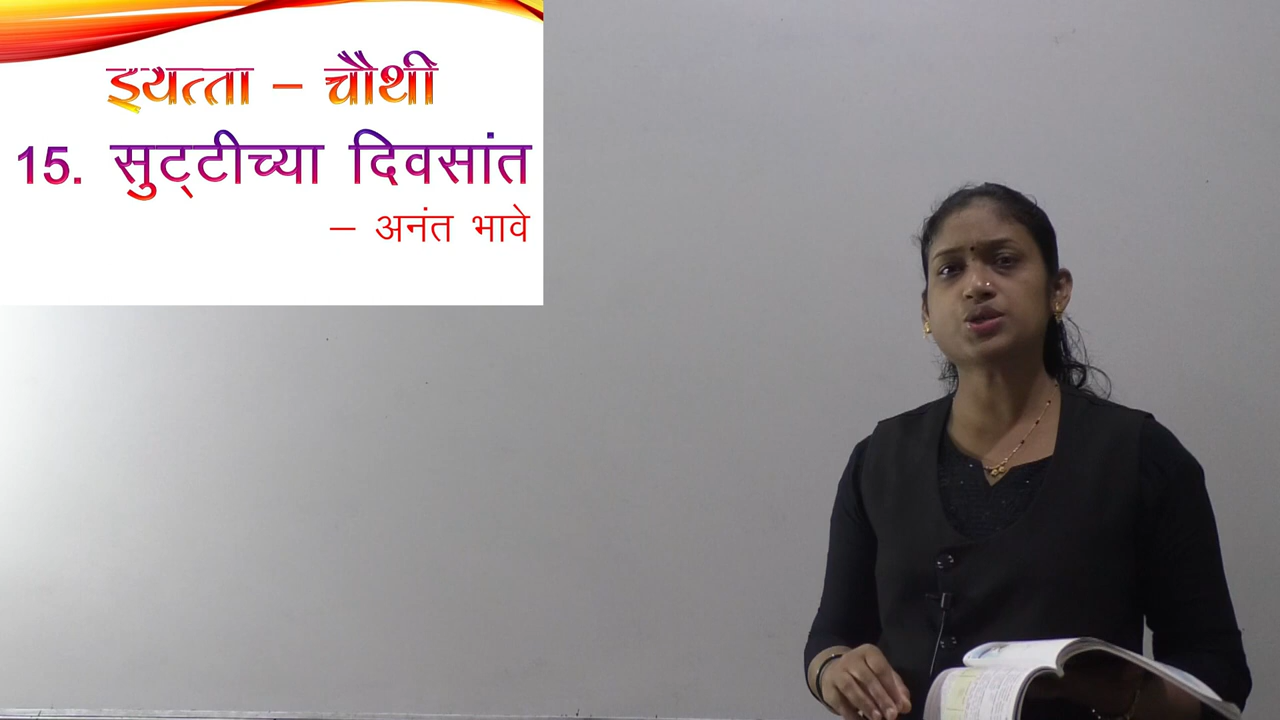 इयत्ता – चौथी
15. सुट्टीच्या दिवसांत
– अनंत भावे